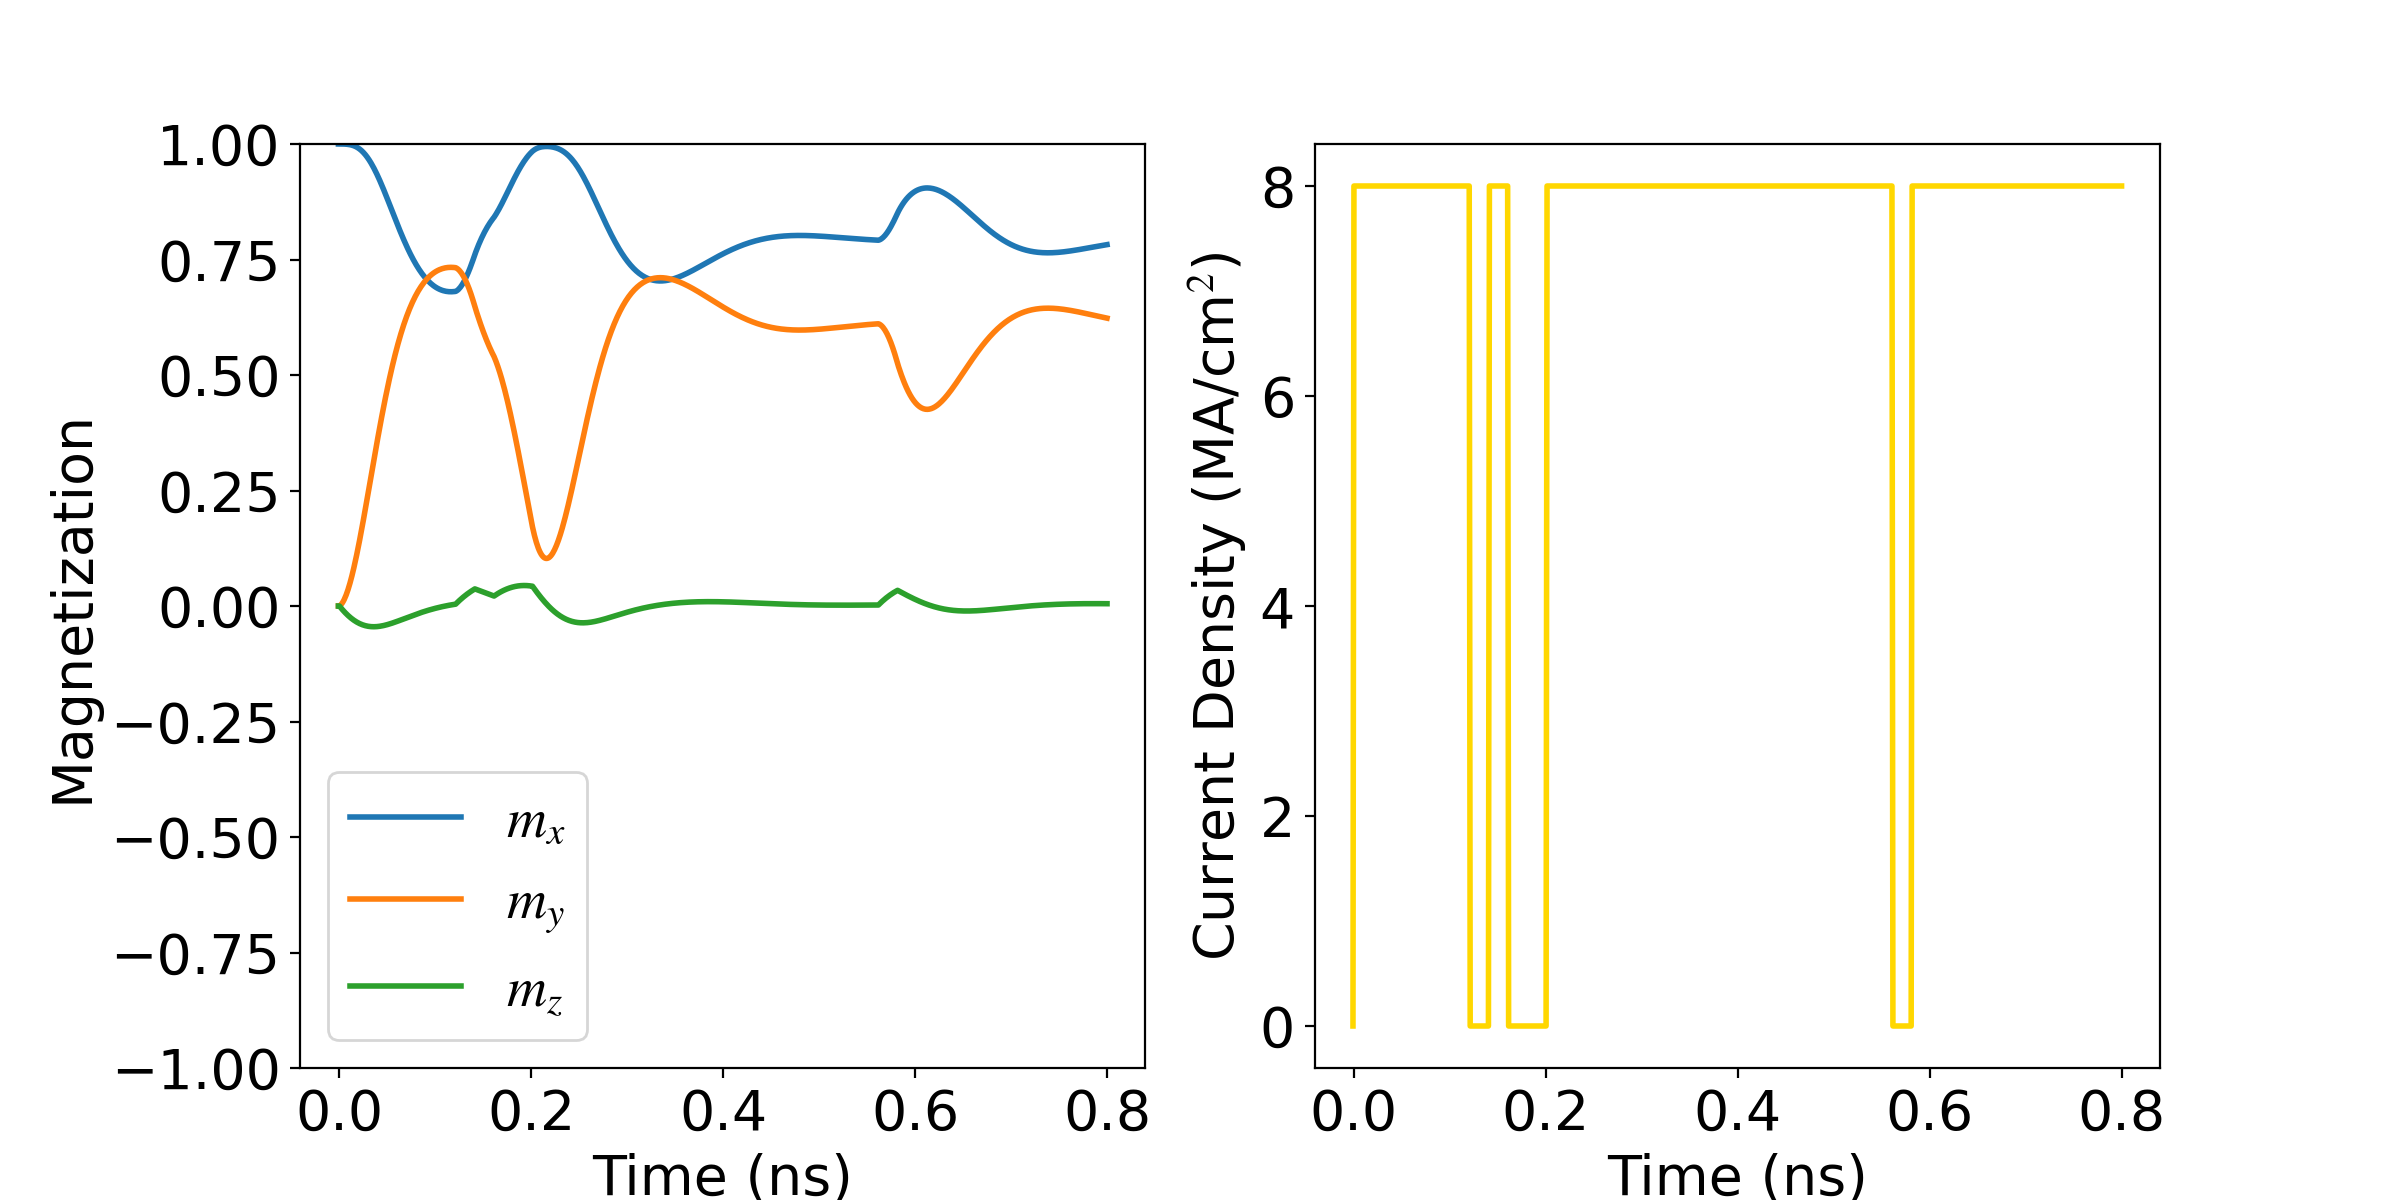 Magnetization
1.00
0.75
0.50
0.25
0.00
−0.25
−0.50
−0.75
−1.00
m_x
m_y
m_z
0.0 0.2 0.4 0.6 0.8
Time (ns)
Current Density (MA/cm²)
8
6
4
2
0
0.0 0.2 0.4 0.6 0.8
Time (ns)